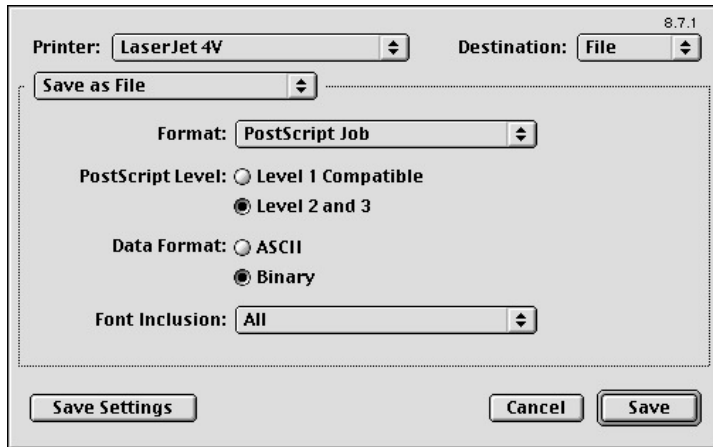 8.7.1
Printer: LaserJet 4V Destination: File
Save as File
Format: PostScript Job
PostScript Level: Level 1 Compatible
Level 2 and 3
Data Format: ASCII
Binary
Font Inclusion: All
Save Settings Cancel Save